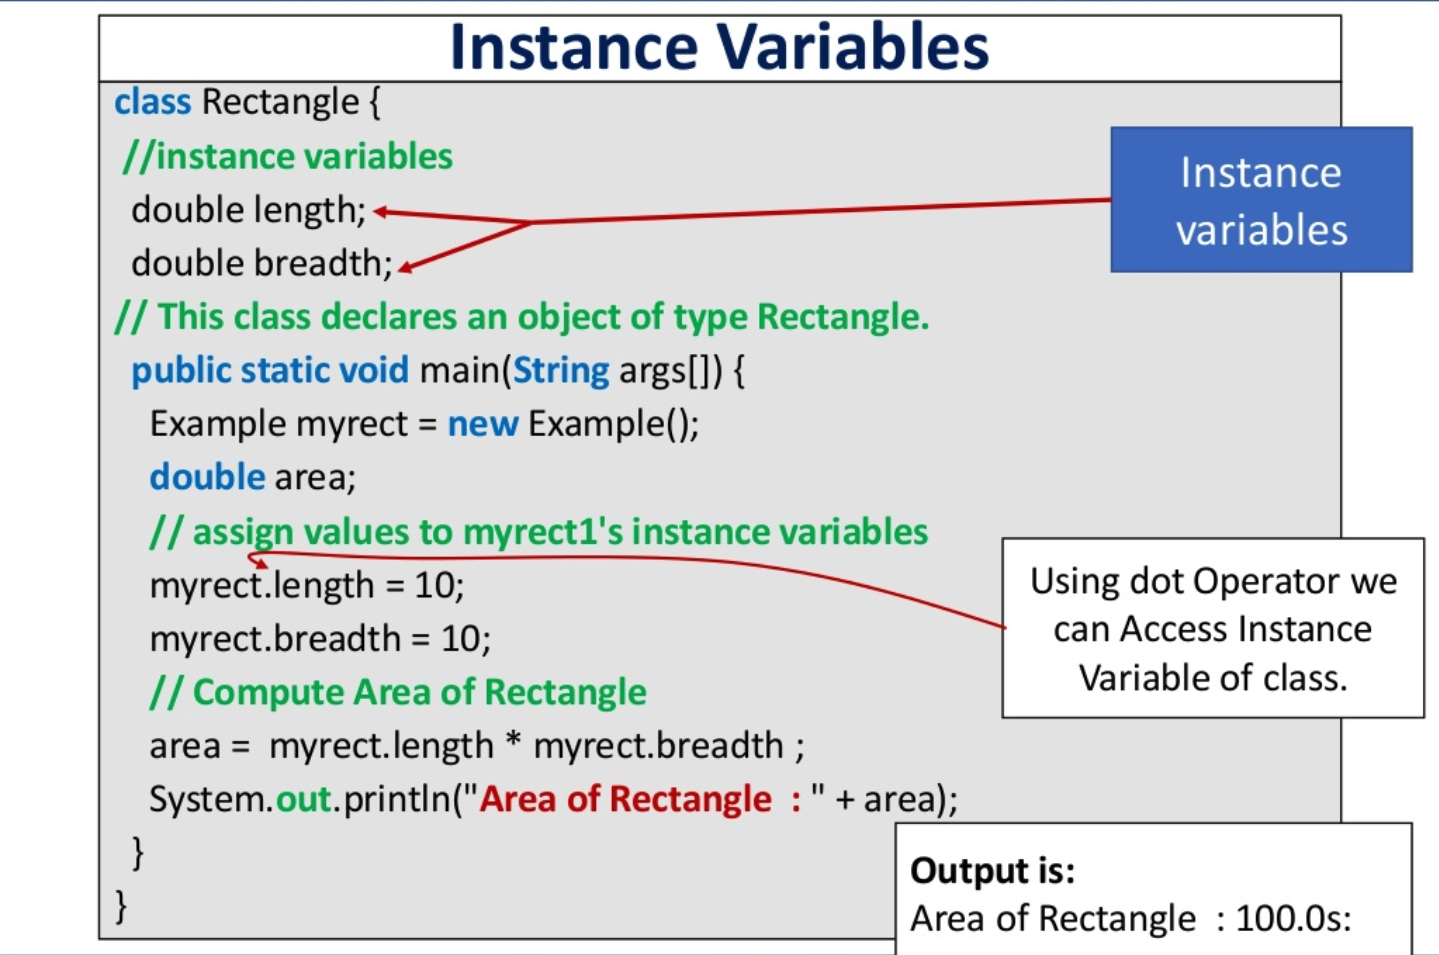 Instance Variables
class Rectangle {
//instance variables
double length;
double breadth;
// This class declares an object of type Rectangle.
public static void main(String args[]) {
Example myrect = new Example();
double area;
// assign values to myrect1's instance variables
myrect.length = 10;
myrect.breadth = 10;
// Compute Area of Rectangle
area =  myrect.length * myrect.breadth ;
System.out.println("Area of Rectangle  : " + area);
}
}
Instance
variables
Using dot Operator we
can Access Instance
Variable of class.
Output is:
Area of Rectangle  : 100.0s: